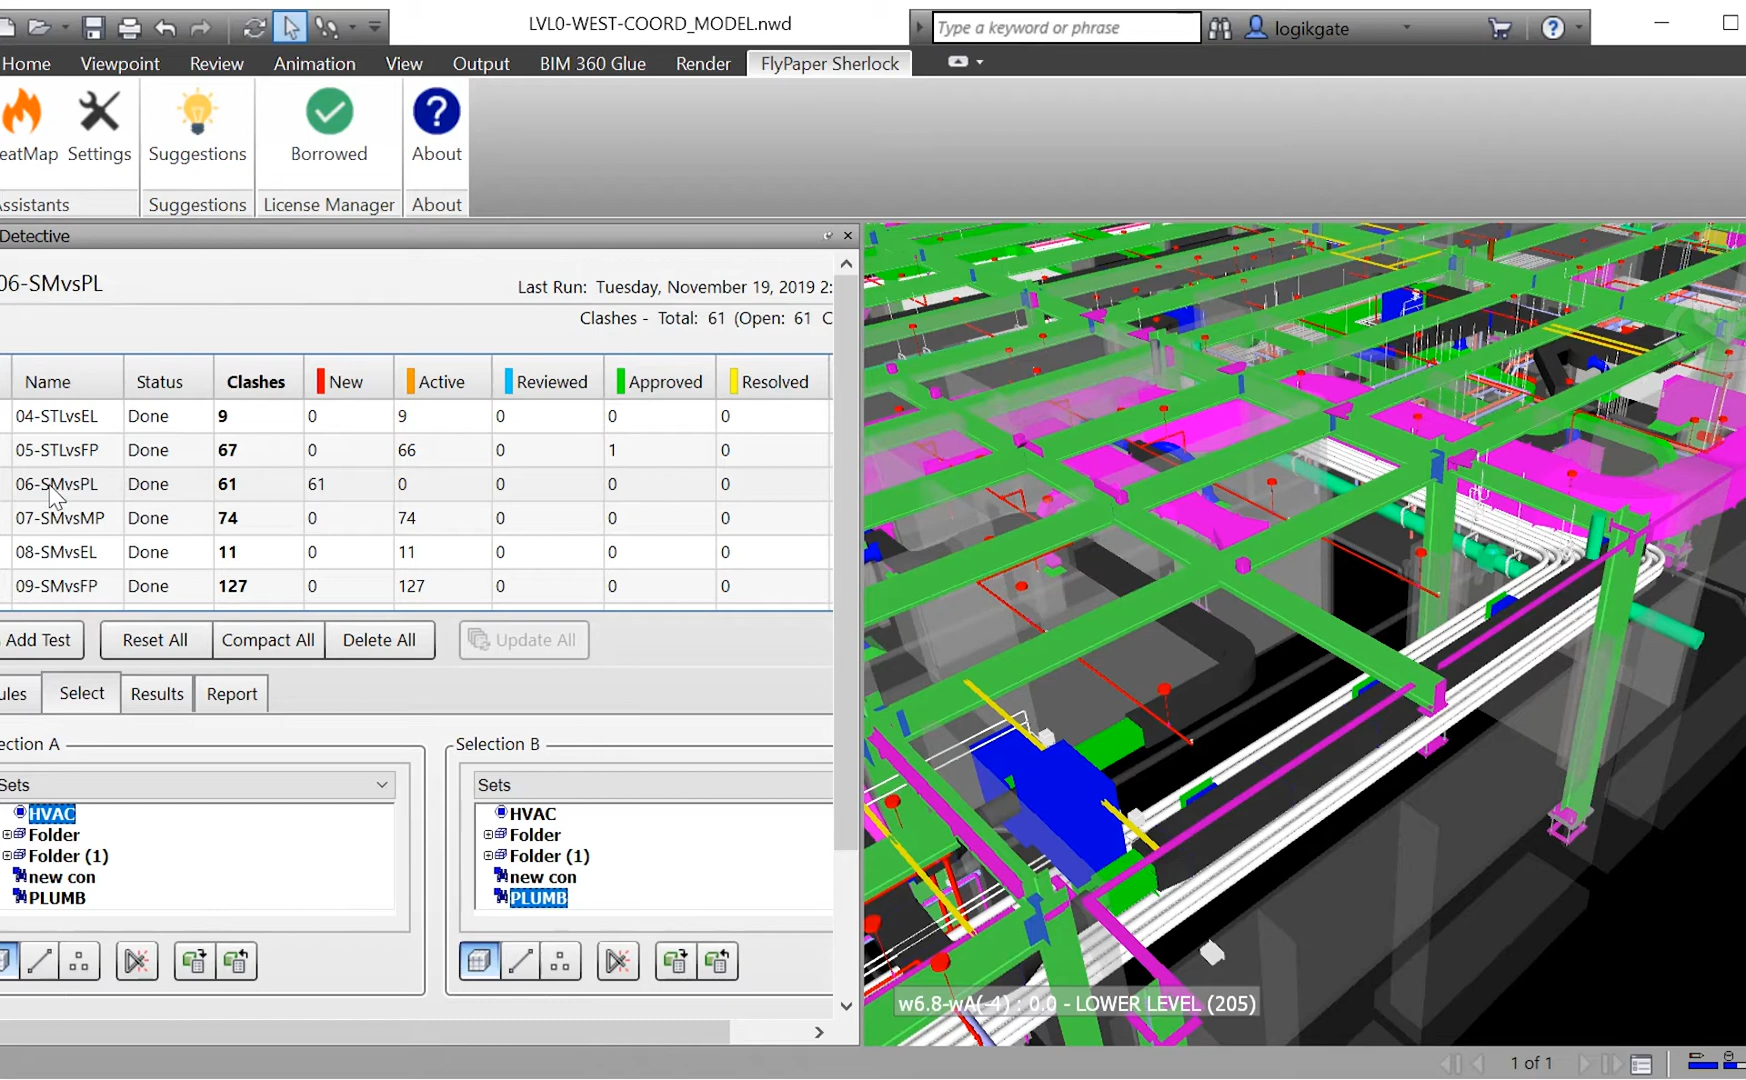 LVL0-WEST-COORD_MODEL.nwd
Type a keyword or phrase
logikgate
Home Viewpoint Review Animation View Output BIM 360 Glue Render FlyPaper Sherlock
eatMap Settings Suggestions Borrowed About
ssistants Suggestions License Manager About
Detective
06-SMvsPL
Last Run: Tuesday, November 19, 2019 2:
Clashes - Total: 61 (Open: 61 C
Name Status Clashes New Active Reviewed Approved Resolved
04-STLvsEL Done 9 0 9 0 0 0
05-STLvsFP Done 67 0 66 0 1 0
06-SMvsPL Done 61 61 0 0 0 0
07-SMvsMP Done 74 0 74 0 0 0
08-SMvsEL Done 11 0 11 0 0 0
09-SMvsFP Done 127 0 127 0 0 0
Add Test Reset All Compact All Delete All Update All
ules Select Results Report
ection A Selection B
Sets Sets
HVAC HVAC
Folder Folder
Folder (1) Folder (1)
new con new con
PLUMB PLUMB
w6.8-wA(-4) : 0.0 - LOWER LEVEL (205)
1 of 1